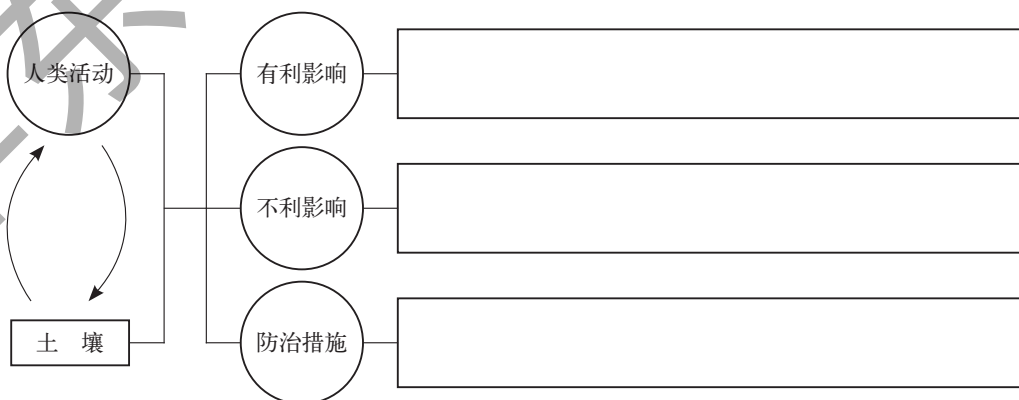 人类活动
有利影响
不利影响
土 壤
防治措施